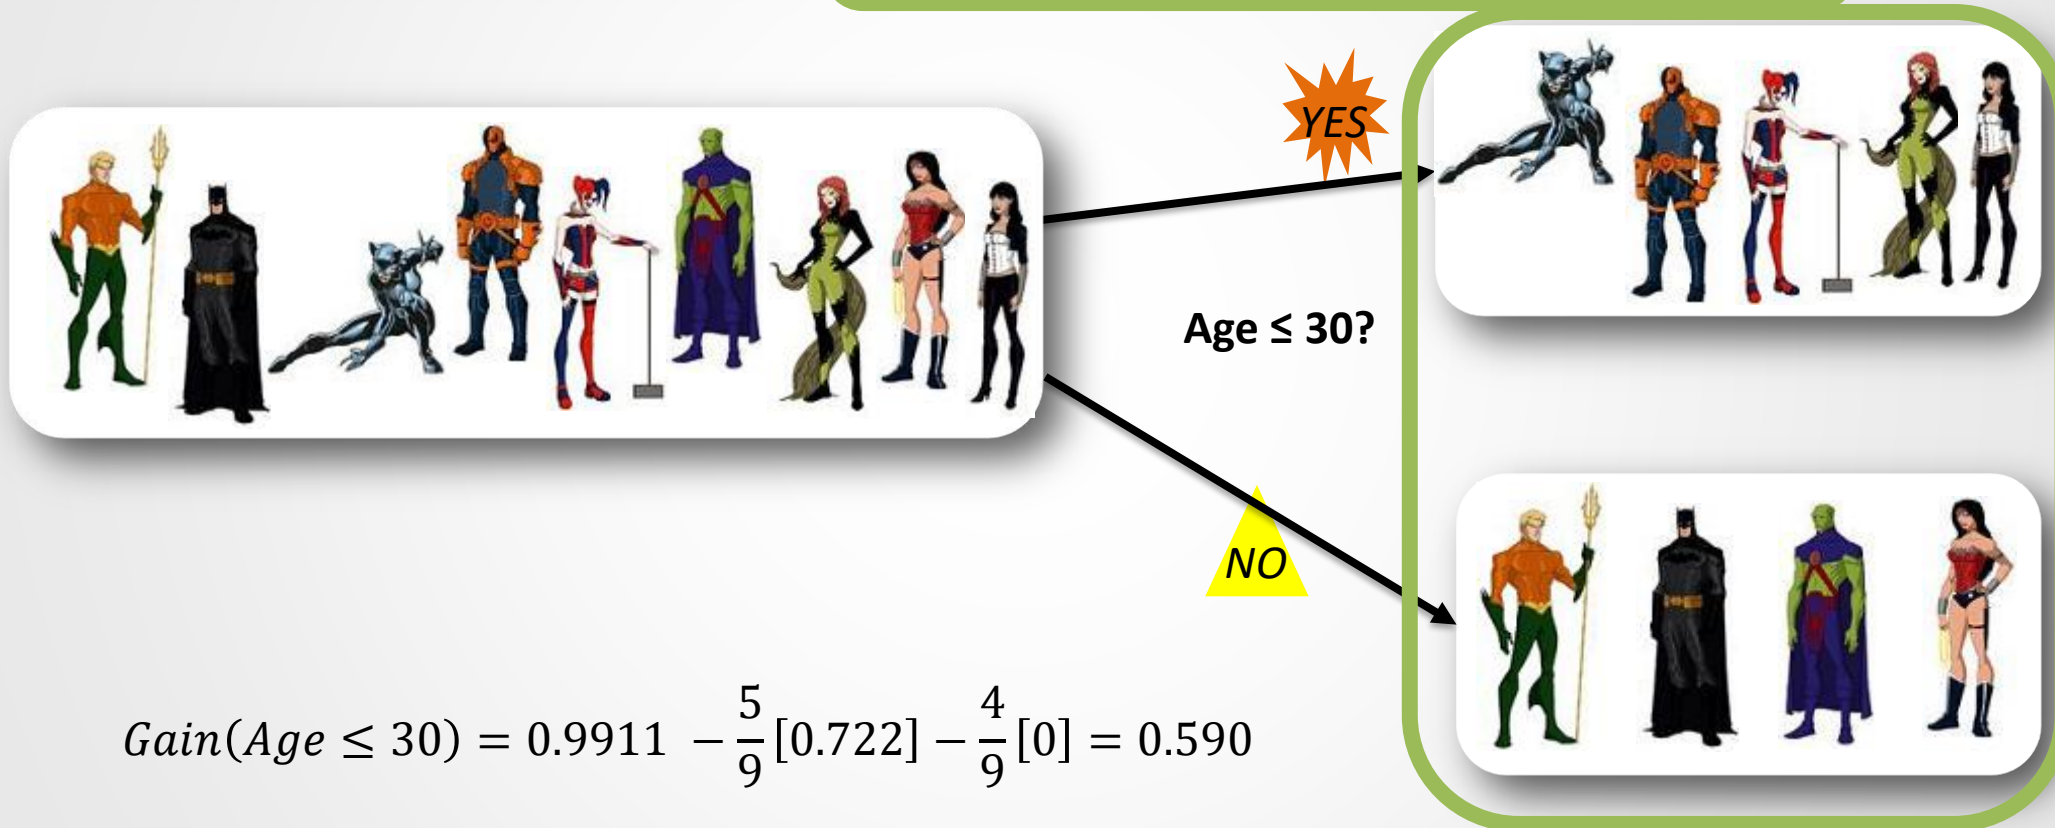 YES
Age ≤ 30?
NO
Gain(Age ≤ 30) = 0.9911 − 5/9 [0.722] − 4/9 [0] = 0.590